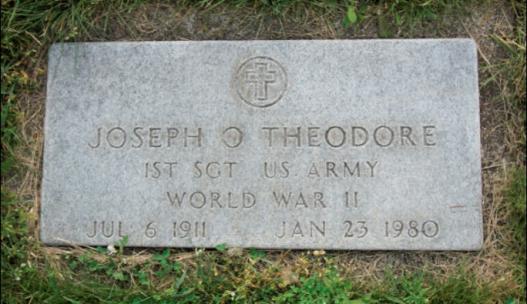 JOSEPH O THEODORE
1ST SGT US ARMY
WORLD WAR II
JUL 6 1911 JAN 23 1980